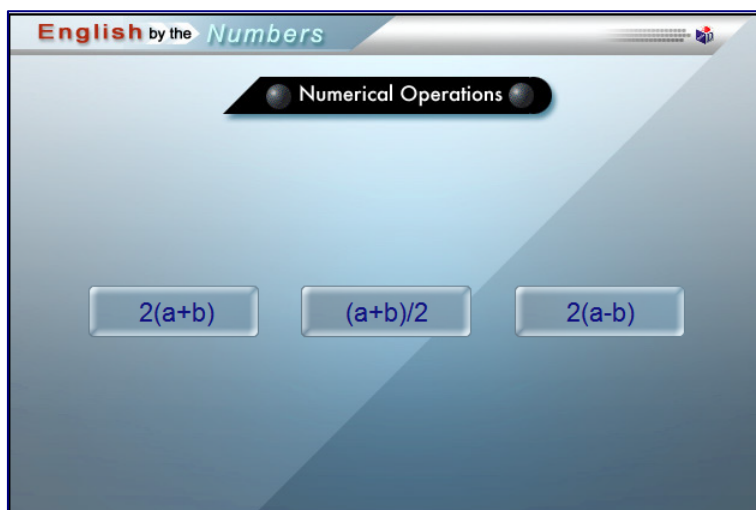 English by the Numbers
Numerical Operations
2(a+b) (a+b)/2 2(a-b)